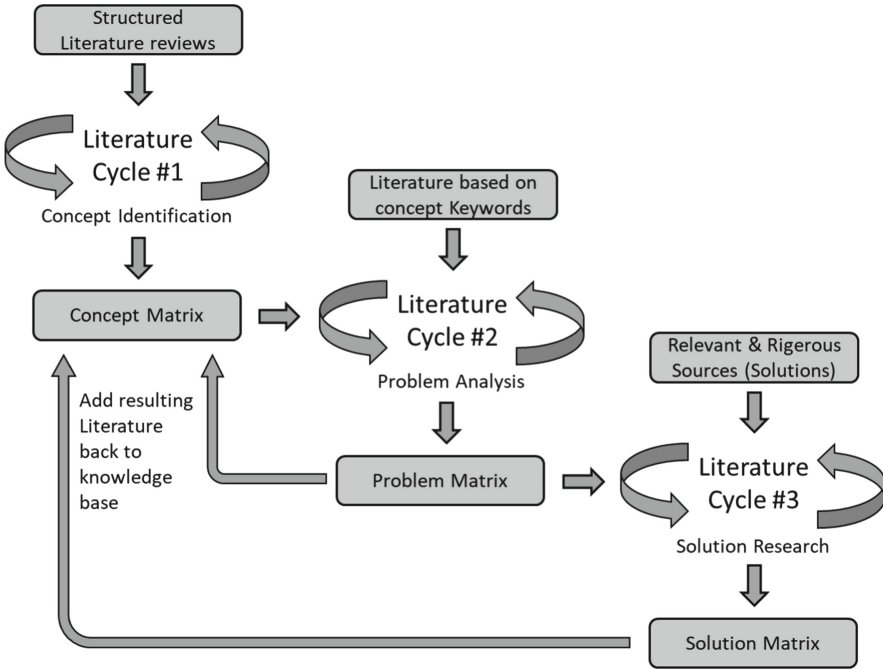 Structured
Literature reviews
Literature
Cycle #1
Concept Identification
Concept Matrix
Literature based on
concept Keywords
Literature
Cycle #2
Problem Analysis
Problem Matrix
Relevant & Rigerous
Sources (Solutions)
Literature
Cycle #3
Solution Research
Solution Matrix
Add resulting
Literature
back to
knowledge
base